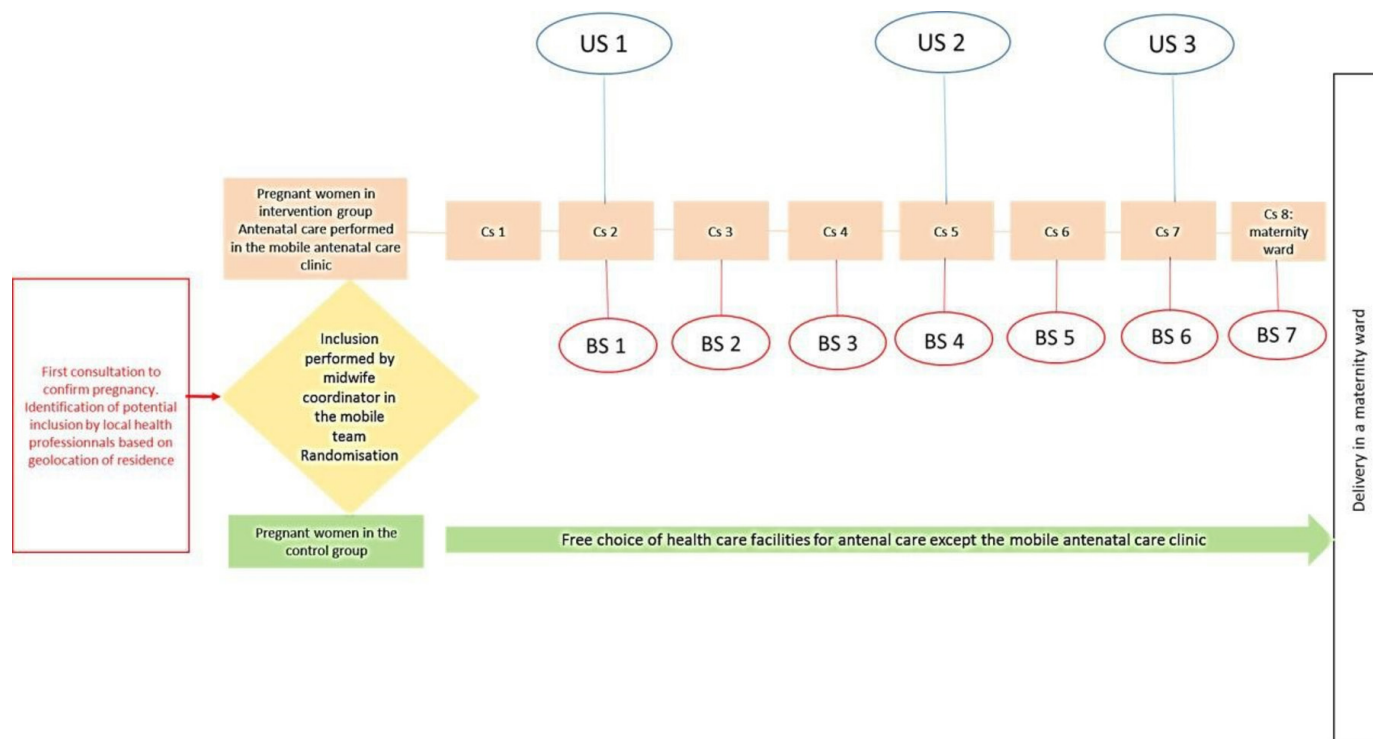 US 1
US 2
US 3
Pregnant women in
intervention group
Antenatal care performed
in the mobile antenatal care
clinic
Cs 1
Cs 2
Cs 3
Cs 4
Cs 5
Cs 6
Cs 7
Cs 8:
maternity
ward
BS 1
BS 2
BS 3
BS 4
BS 5
BS 6
BS 7
First consultation to
confirm pregnancy.
Identification of potential
inclusion by local health
professionnals based on
geolocation of residence
Inclusion
performed by
midwife
coordinator in
the mobile
team
Randomisation
Pregnant women in the
control group
Free choice of health care facilities for antenal care except the mobile antenatal care clinic
Delivery in a maternity ward